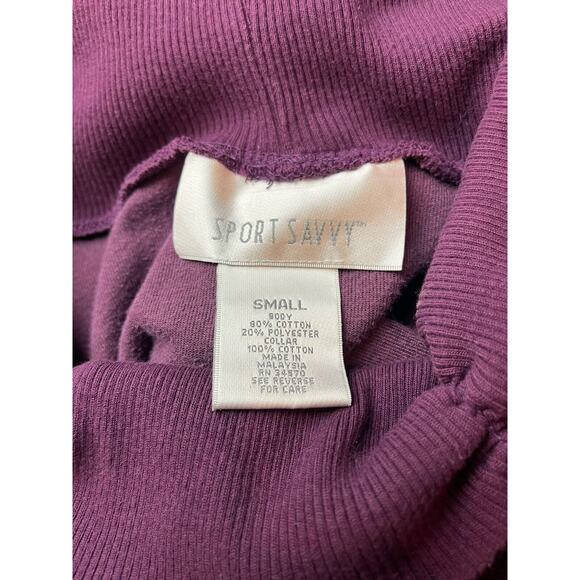 SPORT SAVVY™
SMALL
BODY
80% COTTON
20% POLYESTER
COLLAR
100% COTTON
MADE IN
MALAYSIA
RN 34570
SEE REVERSE
FOR CARE